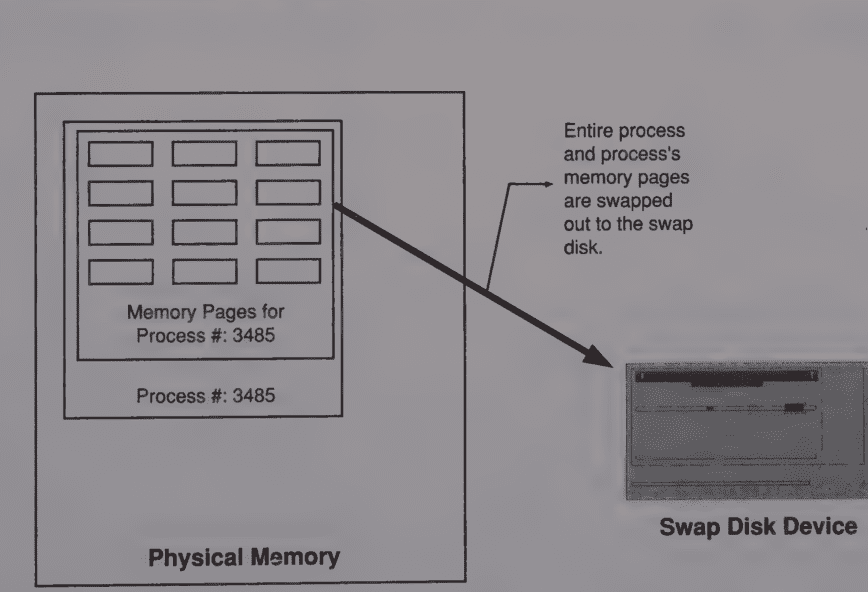 Entire process
and process's
memory pages
are swapped
out to the swap
disk.
Memory Pages for
Process #: 3485
Process #: 3485
Swap Disk Device
Physical Memory